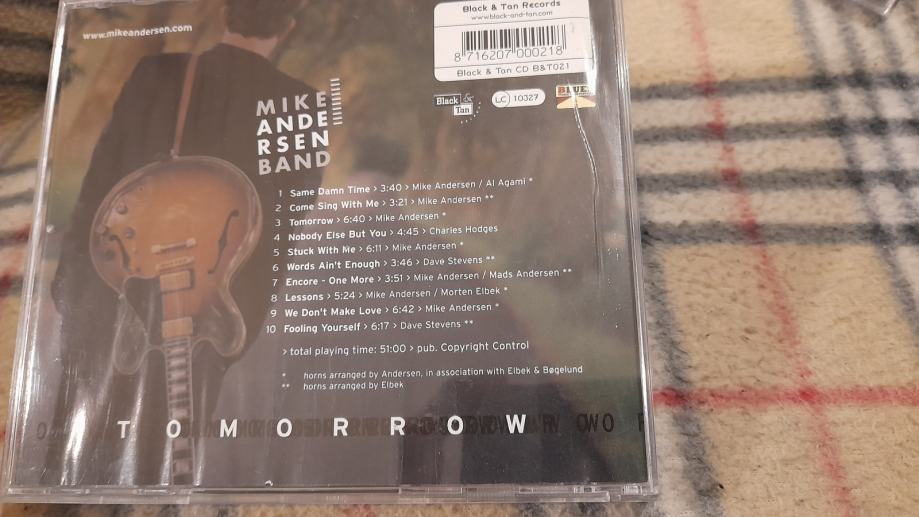 www.mikeandersen.com
Black & Tan Records
www.black-and-tan.com
8 716207 000218
Black & Tan CD B&T021
Black & Tan
LC 10327
MIKE
ANDE
RSEN
BAND
1 Same Damn Time > 3:40 > Mike Andersen / Al Agami *
2 Come Sing With Me > 3:21 > Mike Andersen **
3 Tomorrow > 6:40 > Mike Andersen *
4 Nobody Else But You > 4:45 > Charles Hodges
5 Stuck With Me > 6:11 > Mike Andersen *
6 Words Ain't Enough > 3:46 > Dave Stevens **
7 Encore - One More > 3:51 > Mike Andersen / Mads Andersen **
8 Lessons > 5:24 > Mike Andersen / Morten Elbek *
9 We Don't Make Love > 6:42 > Mike Andersen *
10 Fooling Yourself > 6:17 > Dave Stevens **
> total playing time: 51:00 > pub. Copyright Control
* horns arranged by Andersen, in association with Elbek & Bøgelund
** horns arranged by Elbek
TOMORROW